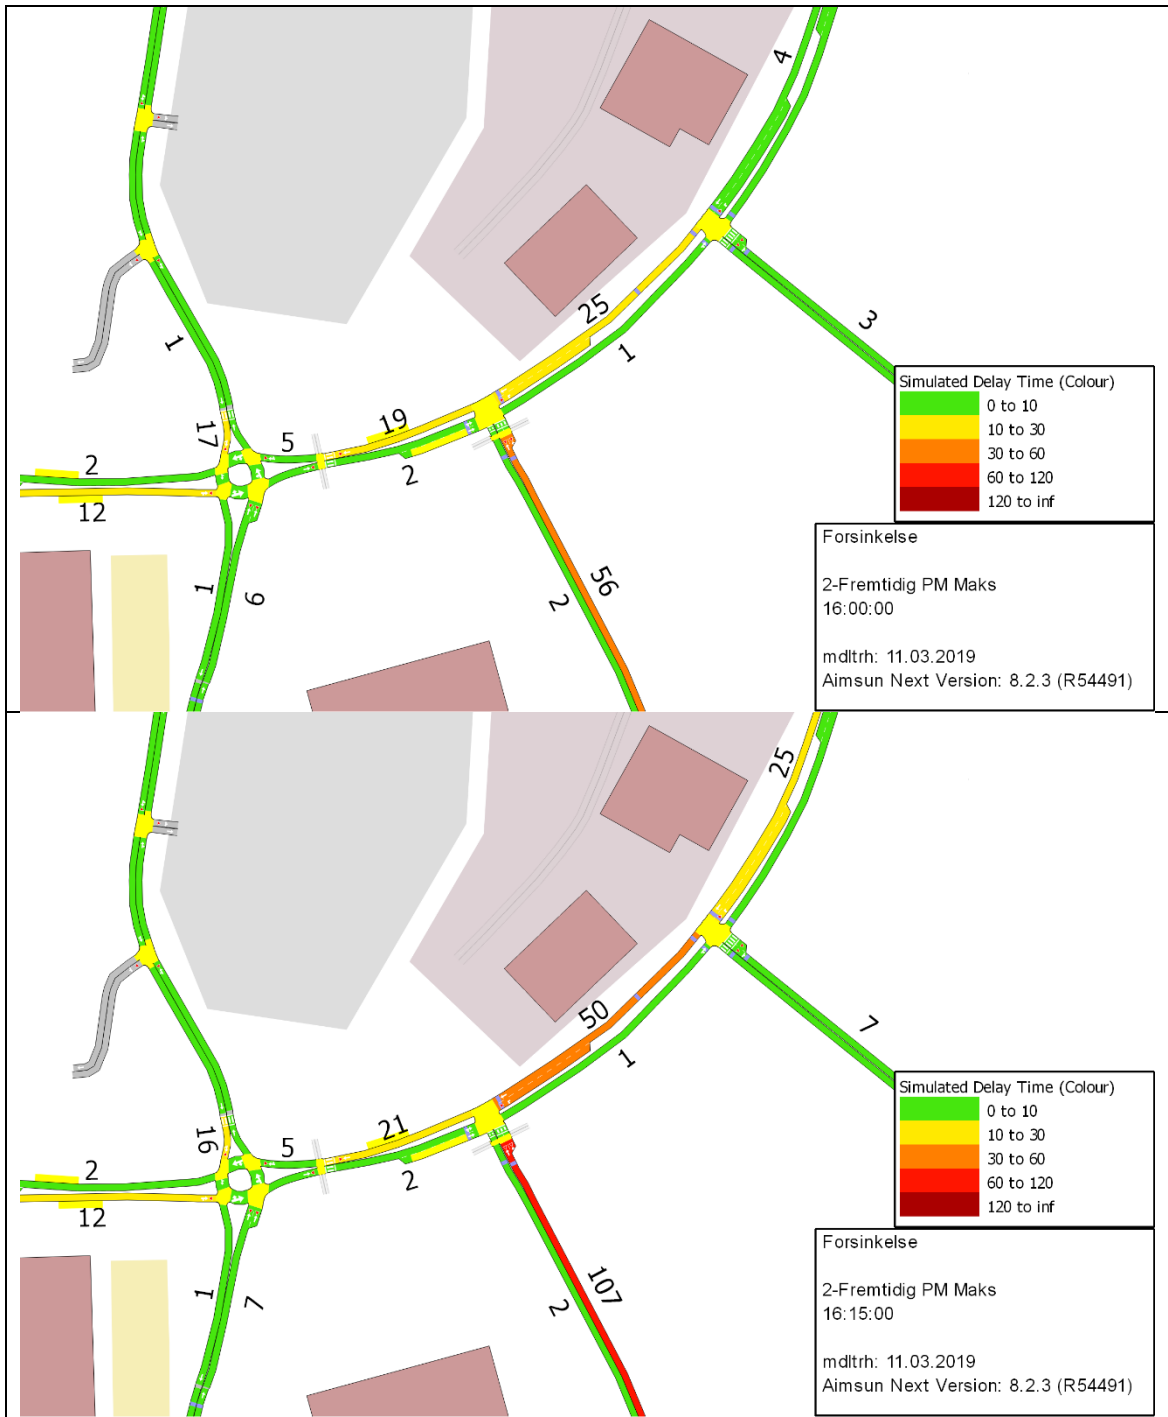 4
25
1
3
1
17
5
19
2
2
12
1
6
56
2
Simulated Delay Time (Colour)
0 to 10
10 to 30
30 to 60
60 to 120
120 to inf
Forsinkelse
2-Fremtidig PM Maks
16:00:00
mdltrh: 11.03.2019
Aimsun Next Version: 8.2.3 (R54491)
25
50
1
7
16
5
21
2
2
12
1
7
107
2
Simulated Delay Time (Colour)
0 to 10
10 to 30
30 to 60
60 to 120
120 to inf
Forsinkelse
2-Fremtidig PM Maks
16:15:00
mdltrh: 11.03.2019
Aimsun Next Version: 8.2.3 (R54491)